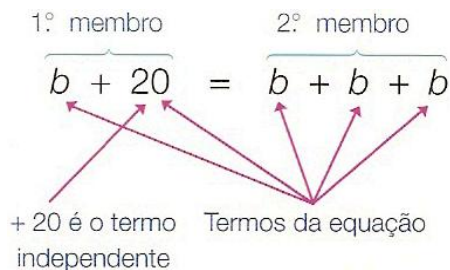 1º membro 2º membro
b + 20 = b + b + b
+ 20 é o termo Termos da equação
independente